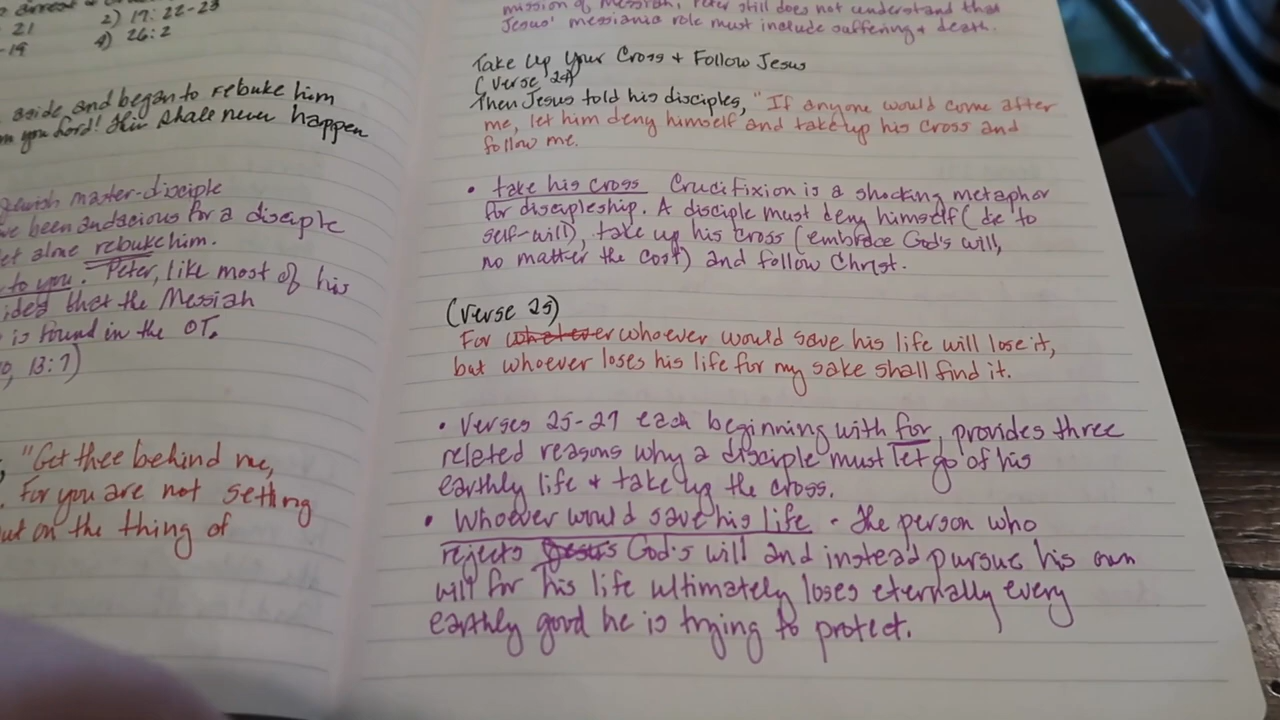 21
2) 17:22-23
-19
4) 26:2
aside and began to rebuke him
you Lord! This shall never happen
Jewish master-disciple
ve been audacious for a disciple
let alone rebuke him.
to you. Peter, like most of his
ided that the Messiah
is found in the OT.
13:7)
"Get thee behind me,
For you are not setting
out on the thing of
mission of Messiah, Peter still does not understand that
Jesus' messianic role must include suffering + death.
Take Up Your Cross + Follow Jesus
(Verse 24)
Then Jesus told his disciples, "If anyone would come after
me, let him deny himself and take up his cross and
follow me.
• take his cross Crucifixion is a shocking metaphor
for discipleship. A disciple must deny himself (die to
self-will), take up his cross (embrace God's will,
no matter the cost) and follow Christ.
(Verse 25)
For whatever whoever would save his life will lose it,
but whoever loses his life for my sake shall find it.
• Verses 25-27 each beginning with for, provides three
related reasons why a disciple must let go of his
earthly life + take up the cross.
• Whoever would save his life - the person who
rejects Jesus God's will and instead pursue his own
will for his life ultimately loses eternally every
earthly good he is trying to protect.